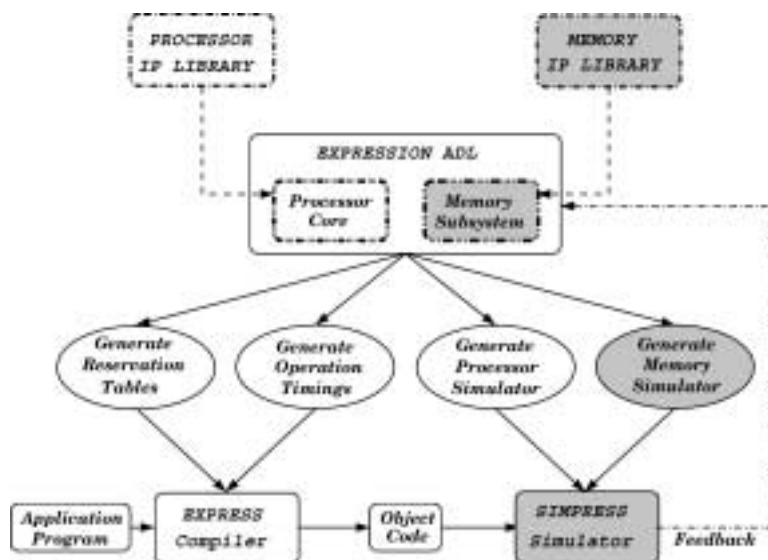 PROCESSOR
IP LIBRARY
MEMORY
IP LIBRARY
EXPRESSION ADL
Processor
Core
Memory
Subsystem
Generate
Reservation
Tables
Generate
Operation
Timings
Generate
Processor
Simulator
Generate
Memory
Simulator
Application
Program
EXPRESS
Compiler
Object
Code
SIMPRESS
Simulator
Feedback